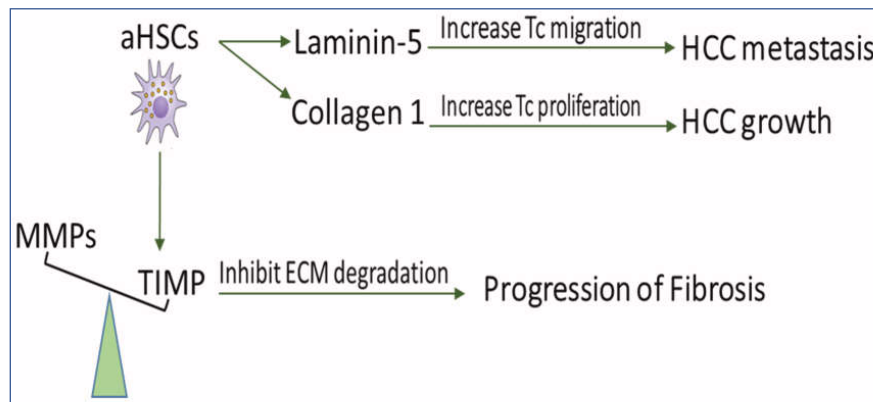 aHSCs
Laminin-5
Increase Tc migration
HCC metastasis
Collagen 1
Increase Tc proliferation
HCC growth
MMPs
TIMP
Inhibit ECM degradation
Progression of Fibrosis